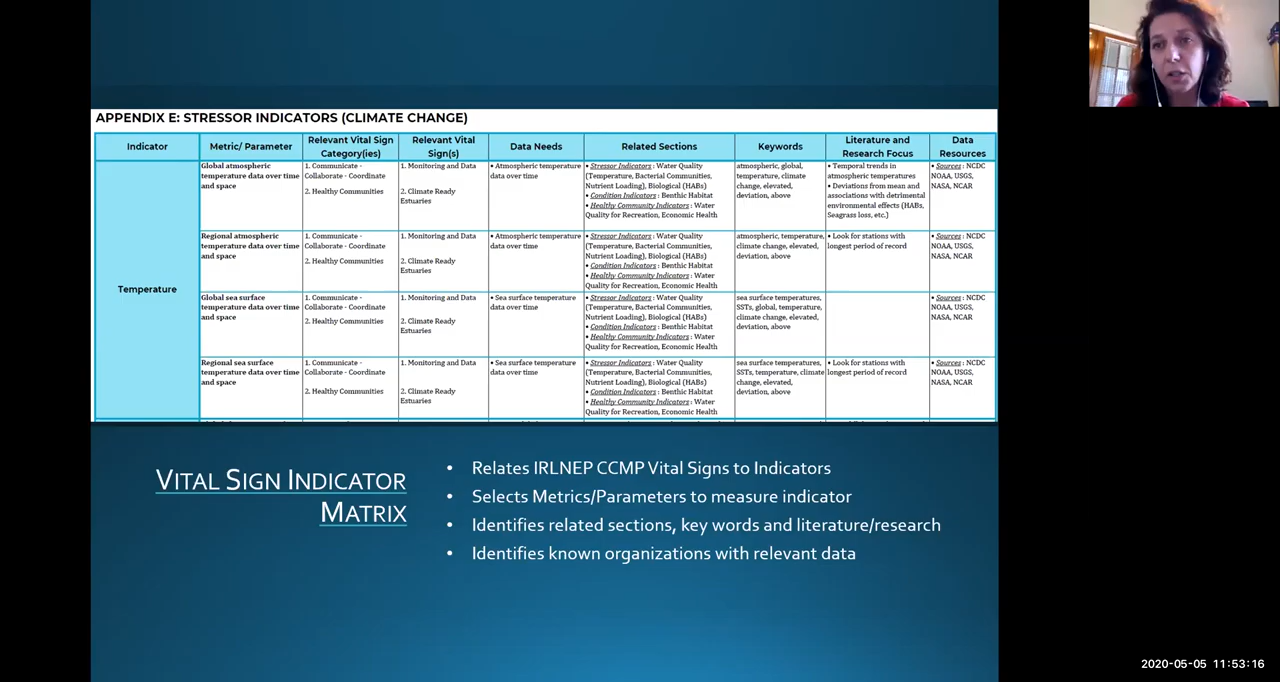 APPENDIX E: STRESSOR INDICATORS (CLIMATE CHANGE)
Indicator
Metric/ Parameter
Relevant Vital Sign
Category(ies)
Relevant Vital
Sign(s)
Data Needs
Related Sections
Keywords
Literature and
Research Focus
Data
Resources
Temperature
Global atmospheric
temperature data over time
and space
1. Communicate -
Collaborate - Coordinate
2. Healthy Communities
1. Monitoring and Data
2. Climate Ready
Estuaries
• Atmospheric temperature
data over time
• Stressor Indicators : Water Quality
(Temperature, Bacterial Communities,
Nutrient Loading), Biological (HABs)
• Condition Indicators : Benthic Habitat
• Healthy Community Indicators : Water
Quality for Recreation, Economic Health
atmospheric, global,
temperature, climate
change, elevated,
deviation, above
• Temporal trends in
atmospheric temperatures
• Deviations from mean and
associations with detrimental
environmental effects (HABs,
Seagrass loss, etc.)
• Sources : NCDC
NOAA, USGS,
NASA, NCAR
Regional atmospheric
temperature data over time
and space
1. Communicate -
Collaborate - Coordinate
2. Healthy Communities
1. Monitoring and Data
2. Climate Ready
Estuaries
• Atmospheric temperature
data over time
• Stressor Indicators : Water Quality
(Temperature, Bacterial Communities,
Nutrient Loading), Biological (HABs)
• Condition Indicators : Benthic Habitat
• Healthy Community Indicators : Water
Quality for Recreation, Economic Health
atmospheric, temperature,
climate change, elevated,
deviation, above
• Look for stations with
longest period of record
• Sources : NCDC
NOAA, USGS,
NASA, NCAR
Global sea surface
temperature data over time
and space
1. Communicate -
Collaborate - Coordinate
2. Healthy Communities
1. Monitoring and Data
2. Climate Ready
Estuaries
• Sea surface temperature
data over time
• Stressor Indicators : Water Quality
(Temperature, Bacterial Communities,
Nutrient Loading), Biological (HABs)
• Condition Indicators : Benthic Habitat
• Healthy Community Indicators : Water
Quality for Recreation, Economic Health
sea surface temperatures,
SSTs, global, temperature,
climate change, elevated,
deviation, above
• Sources : NCDC
NOAA, USGS,
NASA, NCAR
Regional sea surface
temperature data over time
and space
1. Communicate -
Collaborate - Coordinate
2. Healthy Communities
1. Monitoring and Data
2. Climate Ready
Estuaries
• Sea surface temperature
data over time
• Stressor Indicators : Water Quality
(Temperature, Bacterial Communities,
Nutrient Loading), Biological (HABs)
• Condition Indicators : Benthic Habitat
• Healthy Community Indicators : Water
Quality for Recreation, Economic Health
sea surface temperatures,
SSTs, temperature, climate
change, elevated,
deviation, above
• Look for stations with
longest period of record
• Sources : NCDC
NOAA, USGS,
NASA, NCAR
VITAL SIGN INDICATOR
MATRIX
• Relates IRLNEP CCMP Vital Signs to Indicators
• Selects Metrics/Parameters to measure indicator
• Identifies related sections, key words and literature/research
• Identifies known organizations with relevant data
2020-05-05 11:53:16